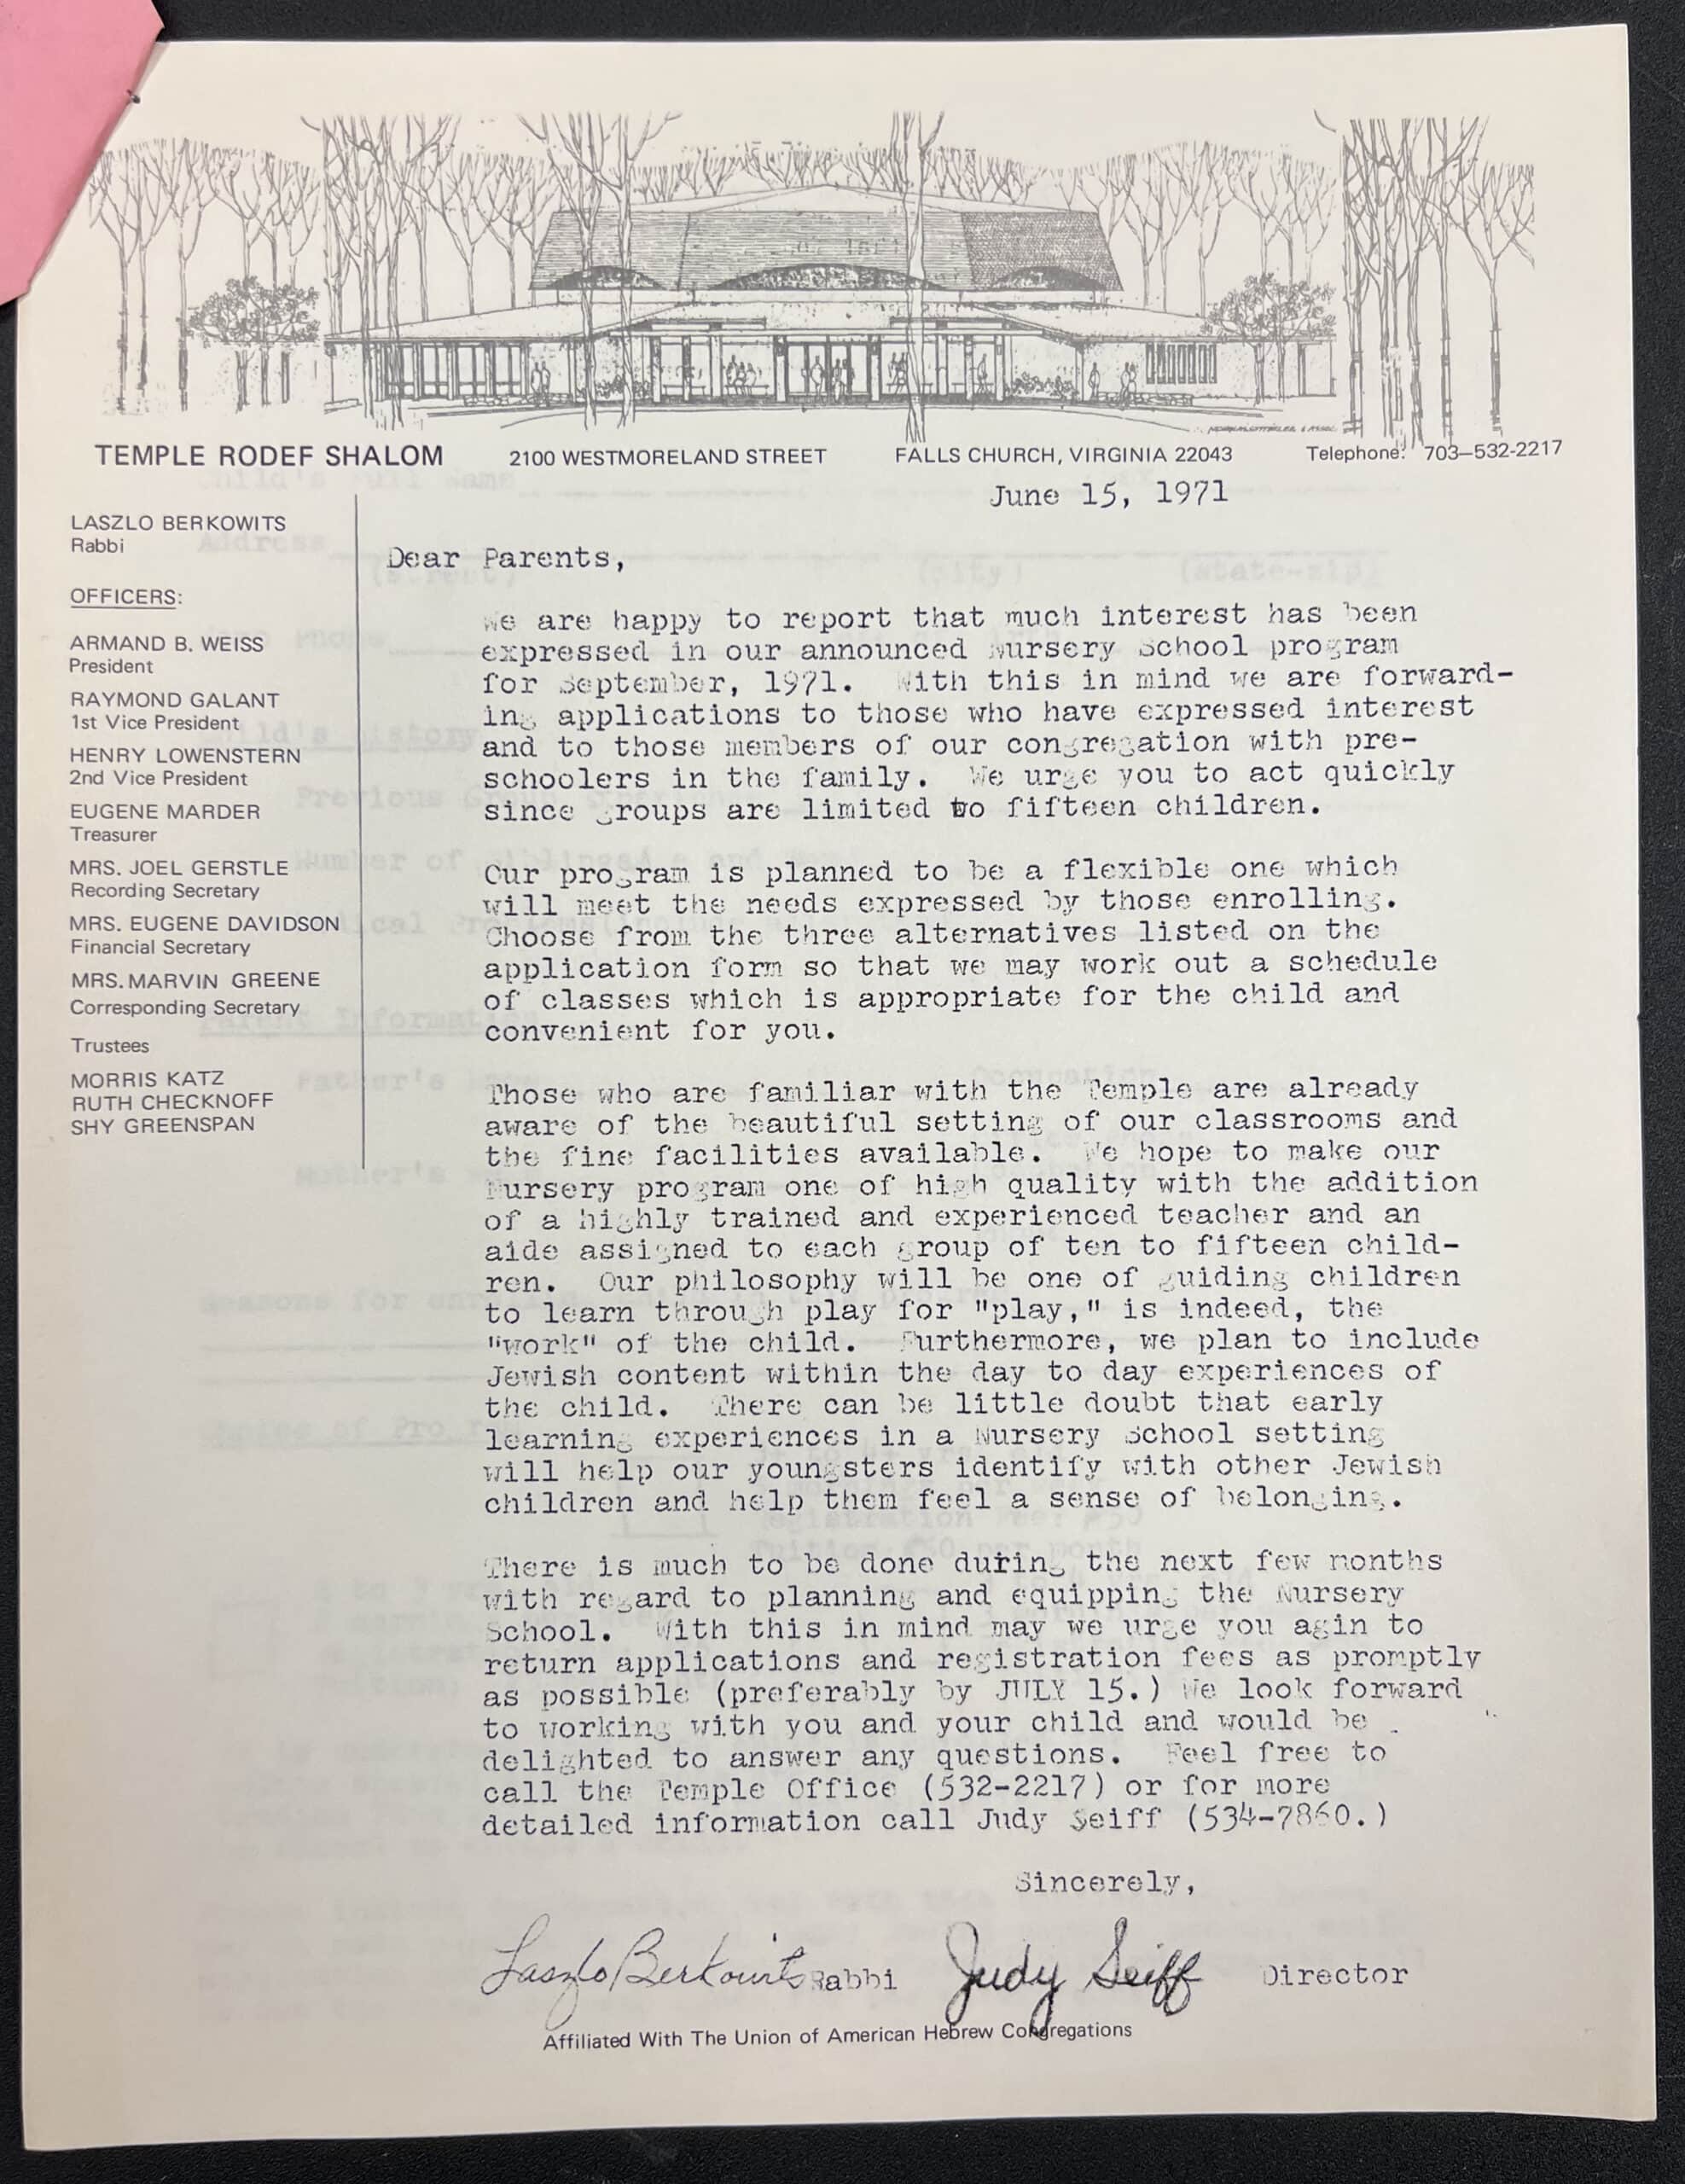 TEMPLE RODEF SHALOM 2100 WESTMORELAND STREET FALLS CHURCH, VIRGINIA 22043 Telephone: 703–532-2217
June 15, 1971
LASZLO BERKOWITS
Rabbi
OFFICERS:
ARMAND B. WEISS
President
RAYMOND GALANT
1st Vice President
HENRY LOWENSTERN
2nd Vice President
EUGENE MARDER
Treasurer
MRS. JOEL GERSTLE
Recording Secretary
MRS. EUGENE DAVIDSON
Financial Secretary
MRS. MARVIN GREENE
Corresponding Secretary
Trustees
MORRIS KATZ
RUTH CHECKNOFF
SHY GREENSPAN
Dear Parents,
We are happy to report that much interest has been
expressed in our announced Nursery School program
for September, 1971. With this in mind we are forward-
ing applications to those who have expressed interest
and to those members of our congregation with pre-
schoolers in the family. We urge you to act quickly
since groups are limited to fifteen children.
Our program is planned to be a flexible one which
will meet the needs expressed by those enrolling.
Choose from the three alternatives listed on the
application form so that we may work out a schedule
of classes which is appropriate for the child and
convenient for you.
Those who are familiar with the Temple are already
aware of the beautiful setting of our classrooms and
the fine facilities available. We hope to make our
Nursery program one of high quality with the addition
of a highly trained and experienced teacher and an
aide assigned to each group of ten to fifteen child-
ren. Our philosophy will be one of guiding children
to learn through play for "play," is indeed, the
"work" of the child. Furthermore, we plan to include
Jewish content within the day to day experiences of
the child. There can be little doubt that early
learning experiences in a Nursery School setting
will help our youngsters identify with other Jewish
children and help them feel a sense of belonging.
There is much to be done during the next few months
with regard to planning and equipping the Nursery
School. With this in mind may we urge you agin to
return applications and registration fees as promptly
as possible (preferably by JULY 15.) We look forward
to working with you and your child and would be
delighted to answer any questions. Feel free to
call the Temple Office (532-2217) or for more
detailed information call Judy Seiff (534-7860.)
Sincerely,
Laszlo Berkowits Rabbi Judy Seiff Director
Affiliated With The Union of American Hebrew Congregations